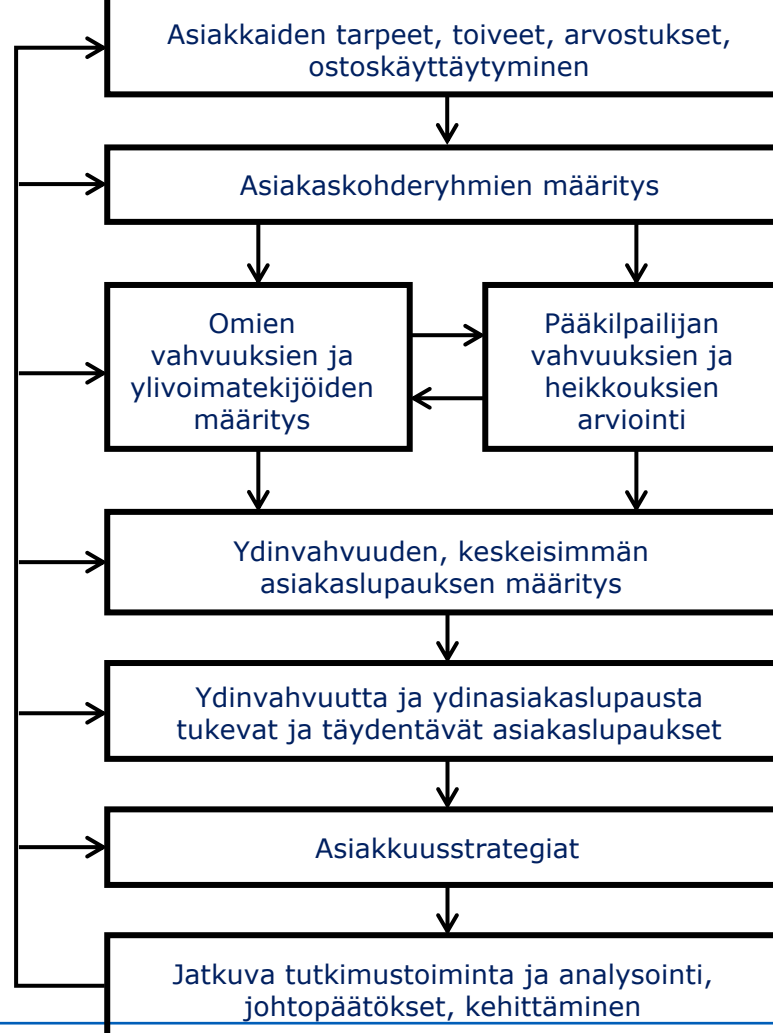 Asiakkaiden tarpeet, toiveet, arvostukset,
ostoskäyttäytyminen
Asiakaskohderyhmien määritys
Omien
vahvuuksien ja
ylivoimatekijöiden
määritys
Pääkilpailijan
vahvuuksien ja
heikkouksien
arviointi
Ydinvahvuuden, keskeisimmän
asiakaslupauksen määritys
Ydinvahvuutta ja ydinasiakaslupausta
tukevat ja täydentävät asiakaslupaukset
Asiakkuusstrategiat
Jatkuva tutkimustoiminta ja analysointi,
johtopäätökset, kehittäminen